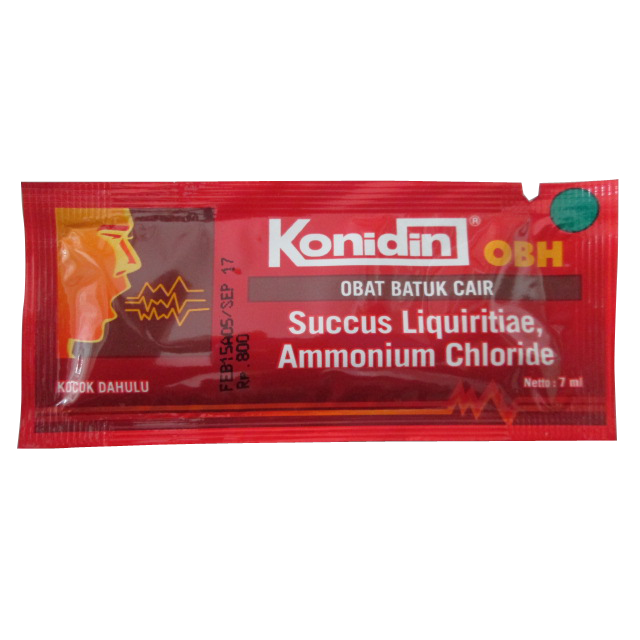 Konidin® OBH
OBAT BATUK CAIR
Succus Liquiritiae,
Ammonium Chloride
Netto : 7 ml
KOCOK DAHULU
FEB15A05/SEP 17
Rp.800